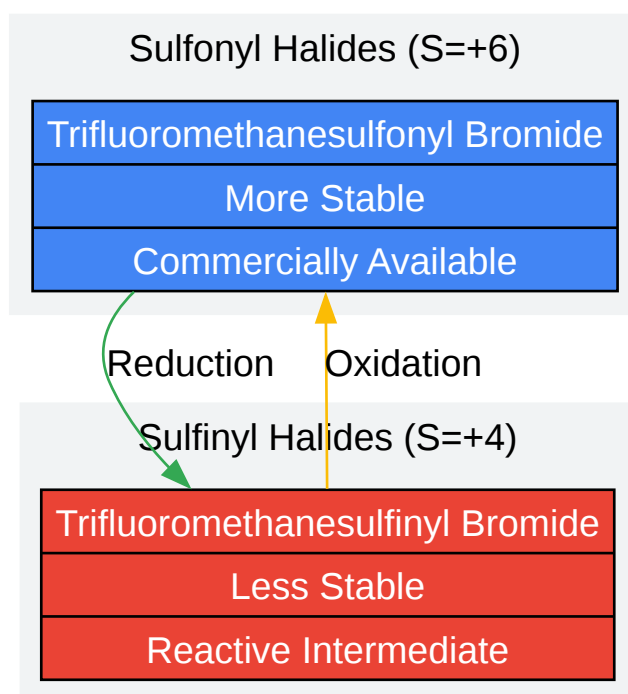 Sulfonyl Halides (S=+6)
Trifluoromethanesulfonyl Bromide
More Stable
Commercially Available
Reduction
Oxidation
Sulfinyl Halides (S=+4)
Trifluoromethanesulfinyl Bromide
Less Stable
Reactive Intermediate